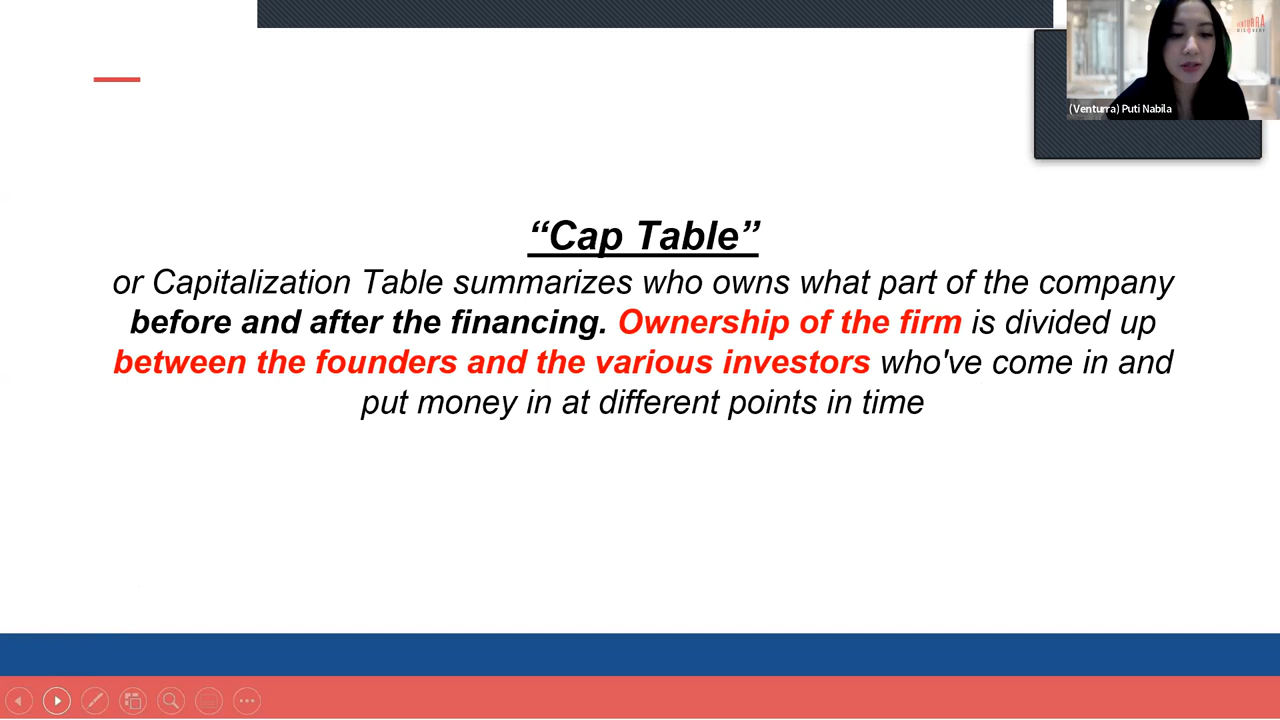 VENTURRA
DISCOVERY
(Venturra) Puti Nabila
“Cap Table”
or Capitalization Table summarizes who owns what part of the company
before and after the financing. Ownership of the firm is divided up
between the founders and the various investors who've come in and
put money in at different points in time